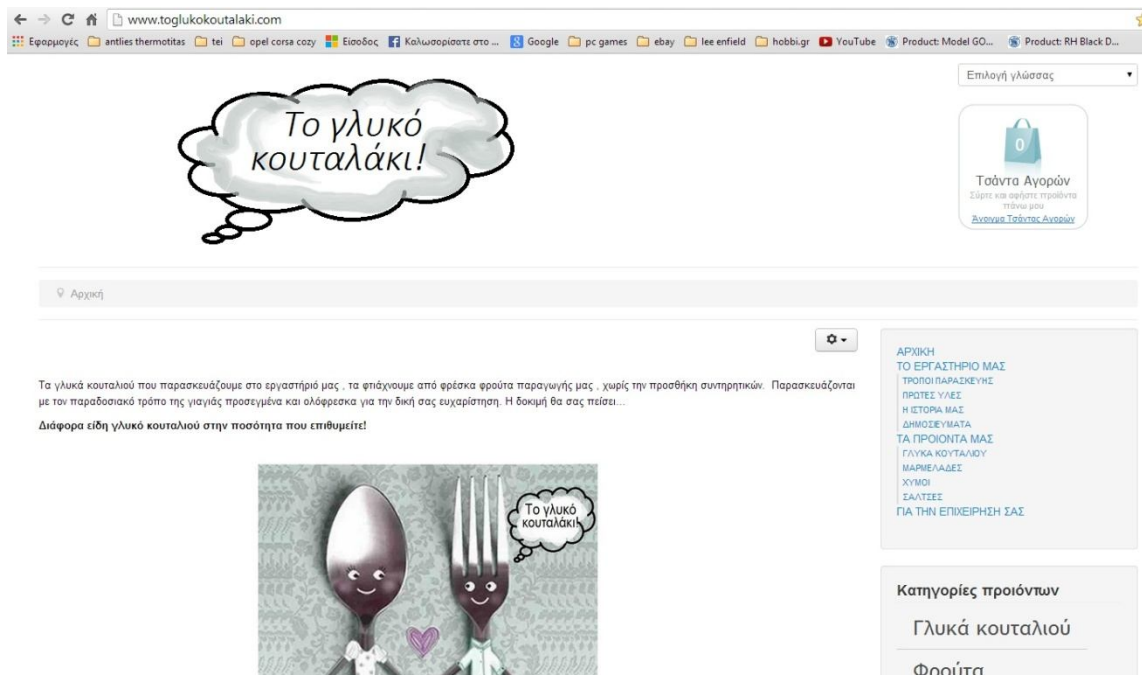 www.toglukokoutalaki.com
Εφαρμογές antlies thermotitas tei opel corsa cozy Είσοδος Καλωσορίσατε στο ... Google pc games ebay lee enfield hobbi.gr YouTube Product: Model GO... Product: RH Black D...
Επιλογή γλώσσας
Το γλυκό
κουταλάκι!
0
Τσάντα Αγορών
Σύρτε και αφήστε προϊόντα
πάνω μου
Άνοιγμα Τσάντας Αγορών
Αρχική
Τα γλυκά κουταλιού που παρασκευάζουμε στο εργαστήριό μας , τα φτιάχνουμε από φρέσκα φρούτα παραγωγής μας , χωρίς την προσθήκη συντηρητικών. Παρασκευάζονται
με τον παραδοσιακό τρόπο της γιαγιάς προσεγμένα και ολόφρεσκα για την δική σας ευχαρίστηση. Η δοκιμή θα σας πείσει...
Διάφορα είδη γλυκό κουταλιού στην ποσότητα που επιθυμείτε!
Το γλυκό
κουταλάκι!
ΑΡΧΙΚΗ
ΤΟ ΕΡΓΑΣΤΗΡΙΟ ΜΑΣ
ΤΡΟΠΟΙ ΠΑΡΑΣΚΕΥΗΣ
ΠΡΩΤΕΣ ΥΛΕΣ
Η ΙΣΤΟΡΙΑ ΜΑΣ
ΔΗΜΟΣΙΕΥΜΑΤΑ
ΤΑ ΠΡΟΙΟΝΤΑ ΜΑΣ
ΓΛΥΚΑ ΚΟΥΤΑΛΙΟΥ
ΜΑΡΜΕΛΑΔΕΣ
ΧΥΜΟΙ
ΣΑΛΤΣΕΣ
ΓΙΑ ΤΗΝ ΕΠΙΧΕΙΡΗΣΗ ΣΑΣ
Κατηγορίες προιόντων
Γλυκά κουταλιού
Φρούτα